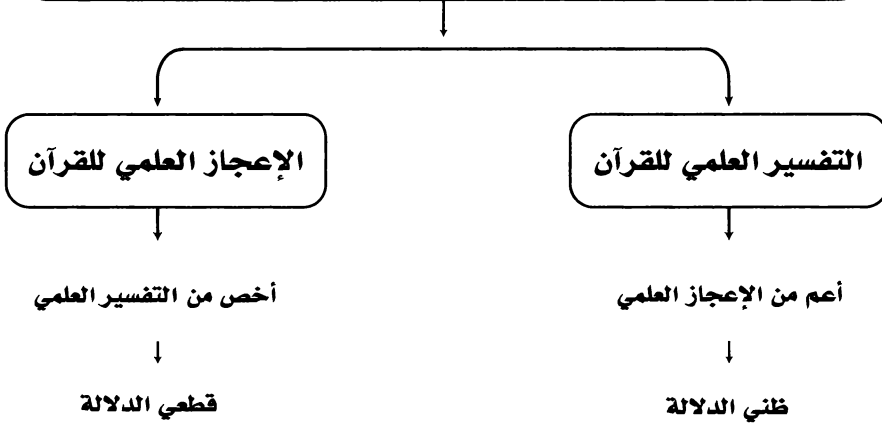 التفسير العلمي للقرآن
الإعجاز العلمي للقرآن
أعم من الإعجاز العلمي
أخص من التفسير العلمي
ظني الدلالة
قطعي الدلالة